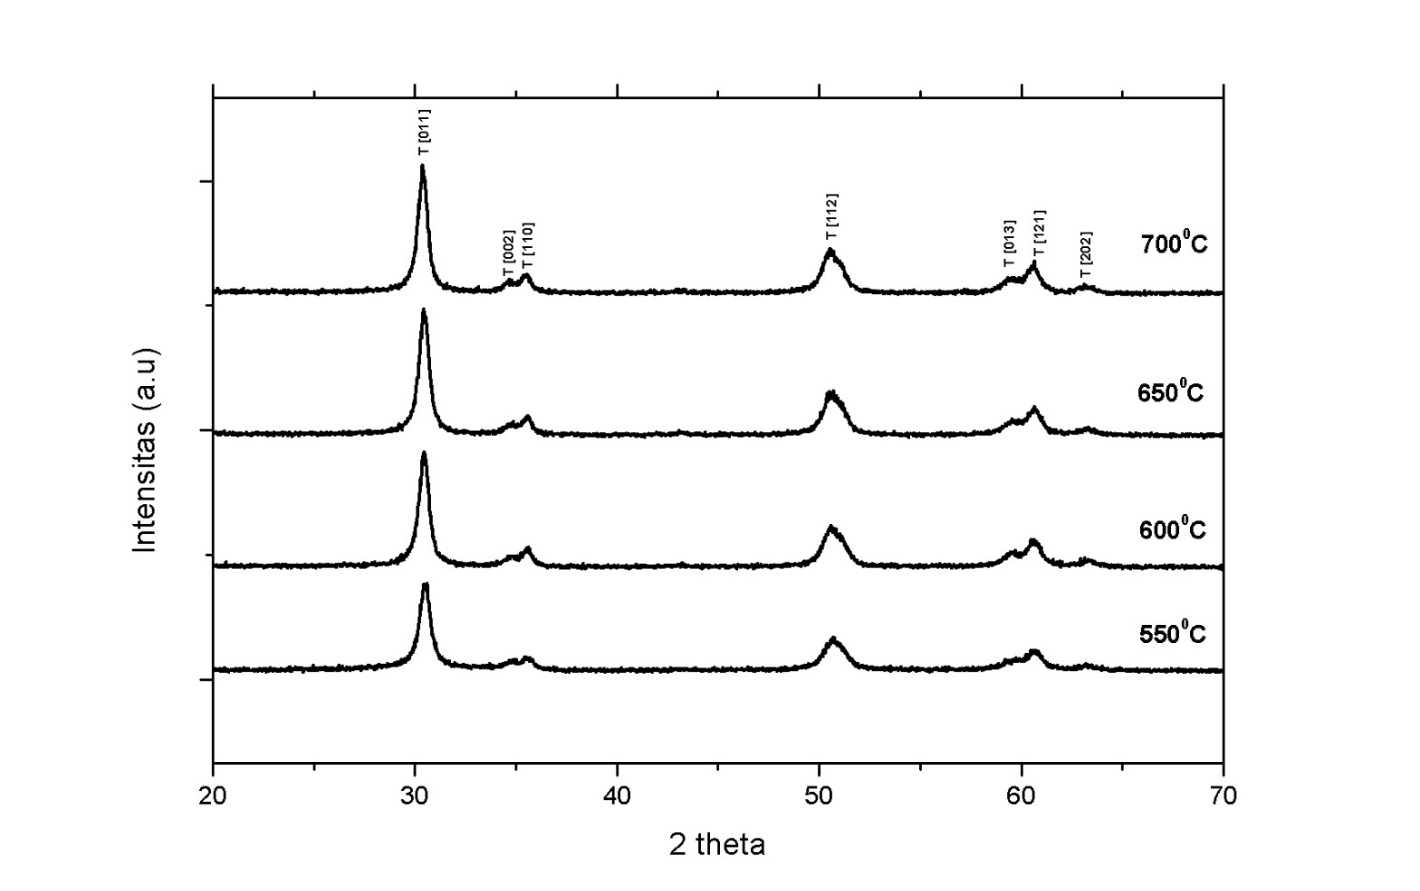 T [011]
T [002]
T [110]
T [112]
T [013]
T [121]
T [202]
700⁰C
650⁰C
600⁰C
550⁰C
Intensitas (a.u)
20 30 40 50 60 70
2 theta